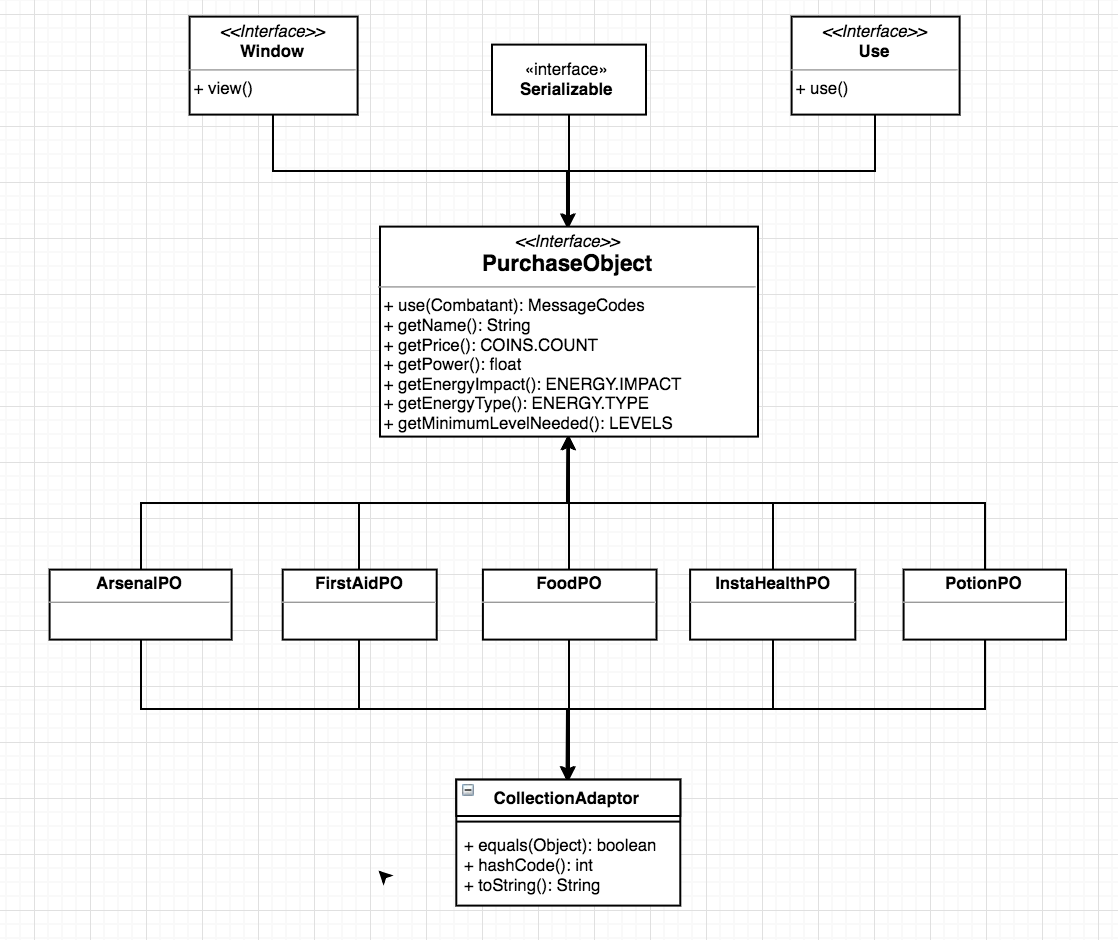 <<Interface>>
Window
+ view()
«interface»
Serializable
<<Interface>>
Use
+ use()
<<Interface>>
PurchaseObject
+ use(Combatant): MessageCodes
+ getName(): String
+ getPrice(): COINS.COUNT
+ getPower(): float
+ getEnergyImpact(): ENERGY.IMPACT
+ getEnergyType(): ENERGY.TYPE
+ getMinimumLevelNeeded(): LEVELS
ArsenalPO
FirstAidPO
FoodPO
InstaHealthPO
PotionPO
CollectionAdaptor
+ equals(Object): boolean
+ hashCode(): int
+ toString(): String